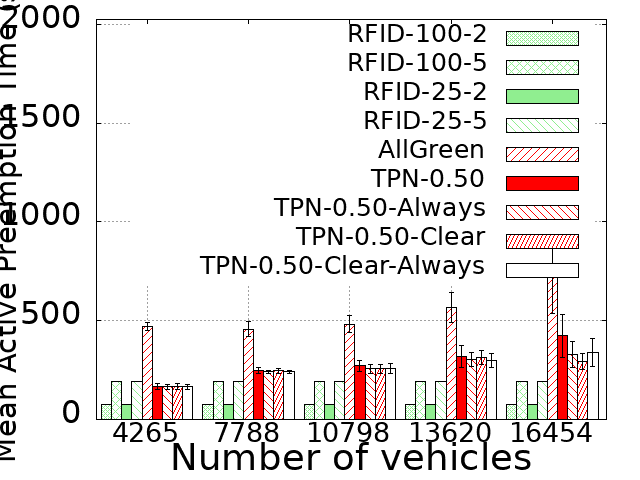 Mean Active Preemption Time (s
2000
1500
1000
500
0
RFID-100-2
RFID-100-5
RFID-25-2
RFID-25-5
AllGreen
TPN-0.50
TPN-0.50-Always
TPN-0.50-Clear
TPN-0.50-Clear-Always
4265 7788 10798 13620 16454
Number of vehicles